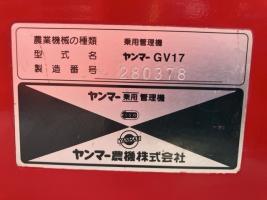 農業機械の種類 乗用管理機
型式名 ヤンマー GV17
製造番号 280378
ヤンマー 乗用 管理機
ヤンマー農機株式会社